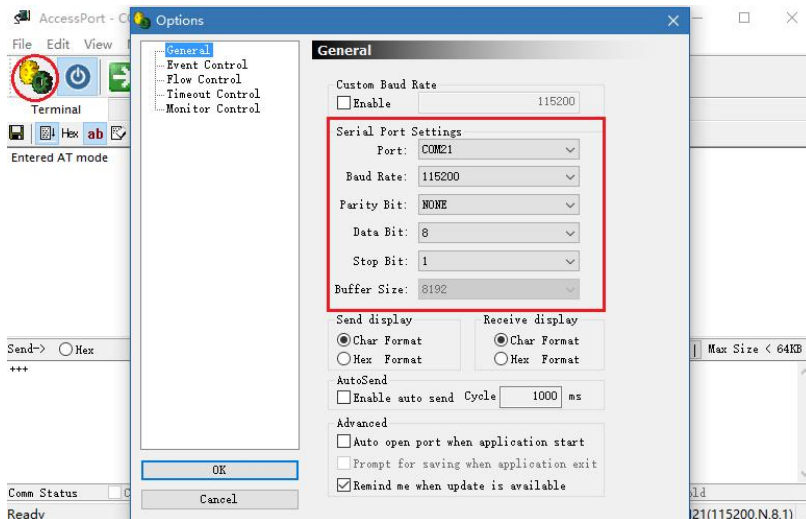 AccessPort - C
File Edit View
Terminal
Hex ab
Entered AT mode
Send-> Hex
+++
Comm Status
Ready
Options
General
Event Control
Flow Control
Timeout Control
Monitor Control
OK
Cancel
General
Custom Baud Rate
Enable 115200
Serial Port Settings
Port: COM21
Baud Rate: 115200
Parity Bit: NONE
Data Bit: 8
Stop Bit: 1
Buffer Size: 8192
Send display Receive display
Char Format Char Format
Hex Format Hex Format
AutoSend
Enable auto send Cycle 1000 ms
Advanced
Auto open port when application start
Prompt for saving when application exit
Remind me when update is available
Max Size < 64KB
21(115200,N,8,1)